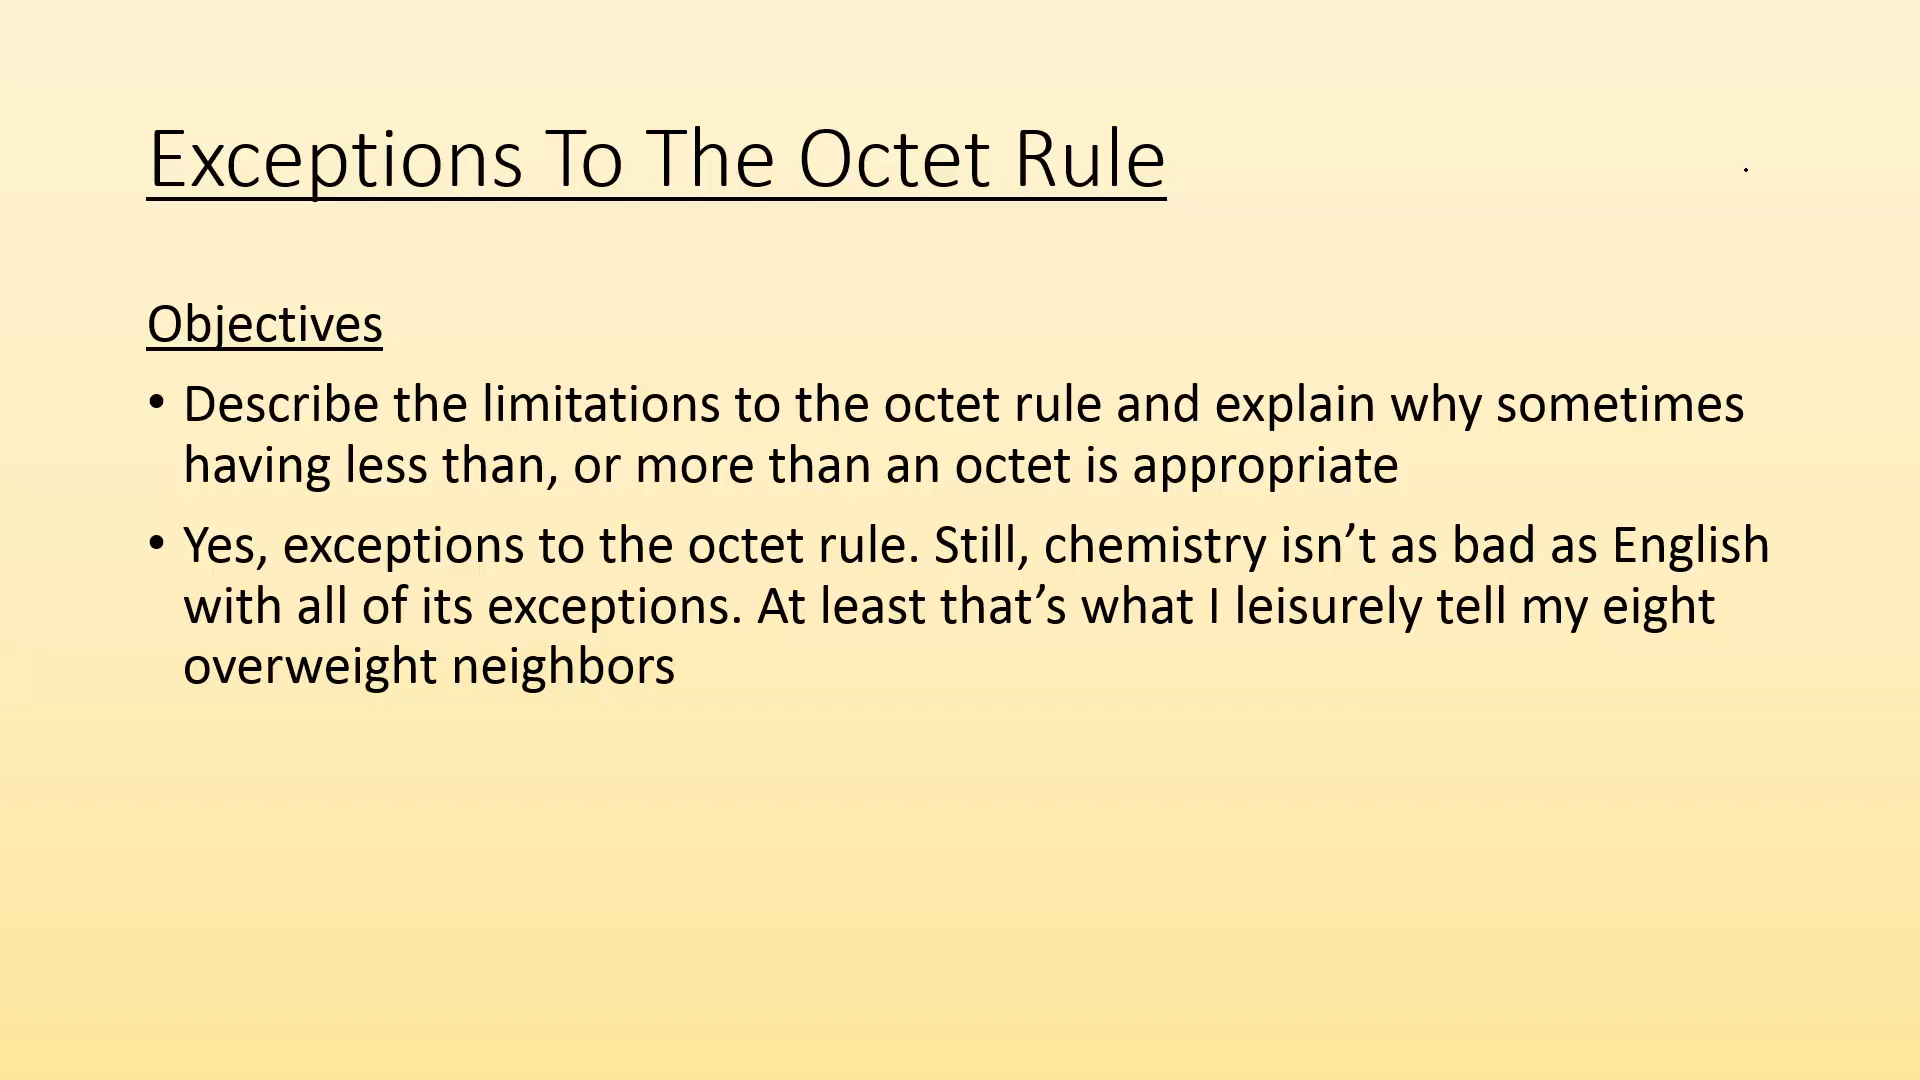 Exceptions To The Octet Rule
Objectives
• Describe the limitations to the octet rule and explain why sometimes
having less than, or more than an octet is appropriate
• Yes, exceptions to the octet rule. Still, chemistry isn’t as bad as English
with all of its exceptions. At least that’s what I leisurely tell my eight
overweight neighbors